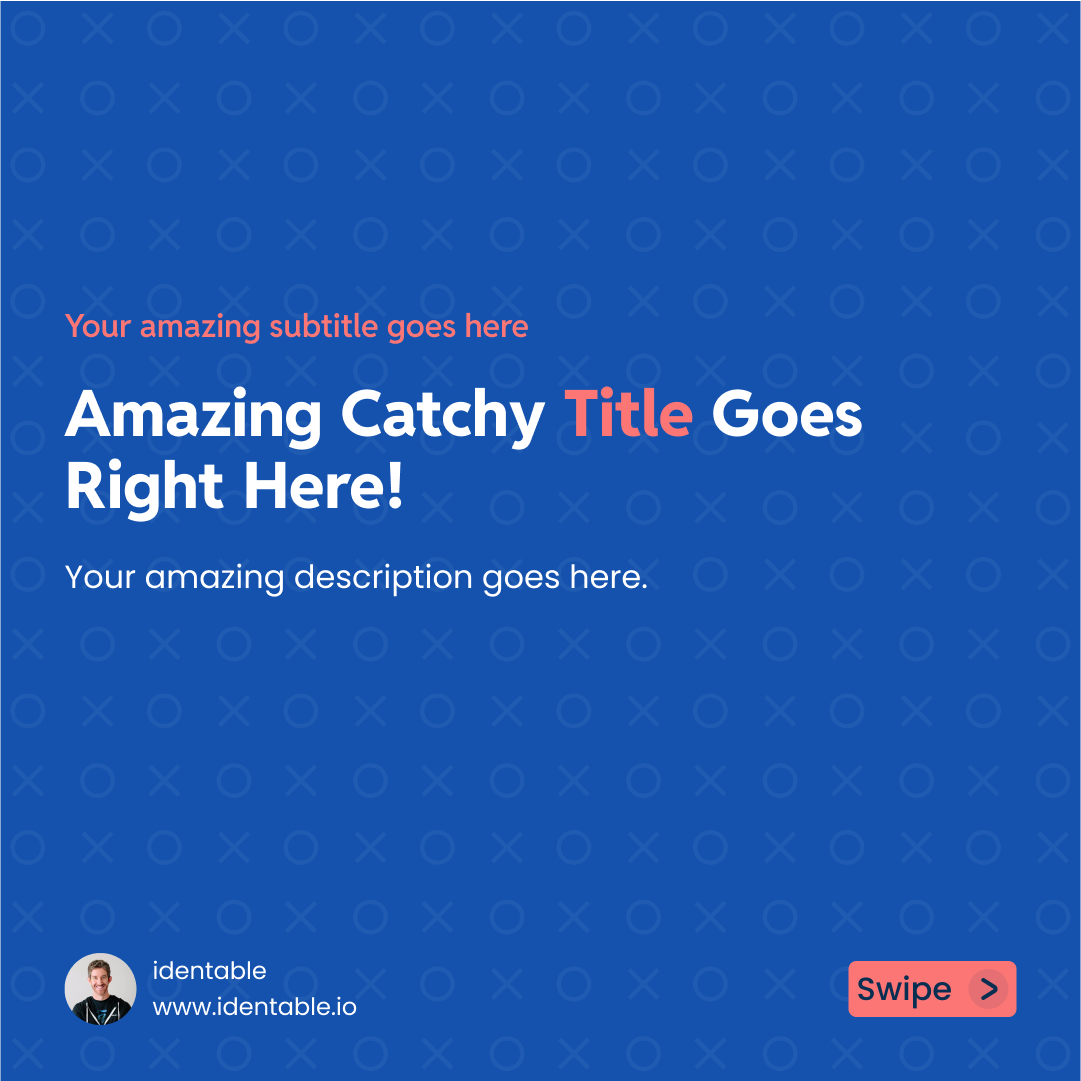 Your amazing subtitle goes here
Amazing Catchy Title Goes
Right Here!
Your amazing description goes here.
identable
www.identable.io
Swipe >